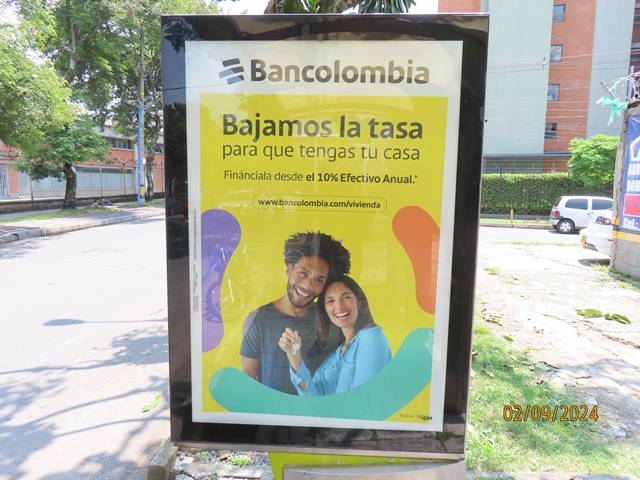 Bancolombia
Bajamos la tasa
para que tengas tu casa
Fináncíala desde el 10% Efectivo Anual.*
www.bancolombia.com/vivienda
02/09/2024